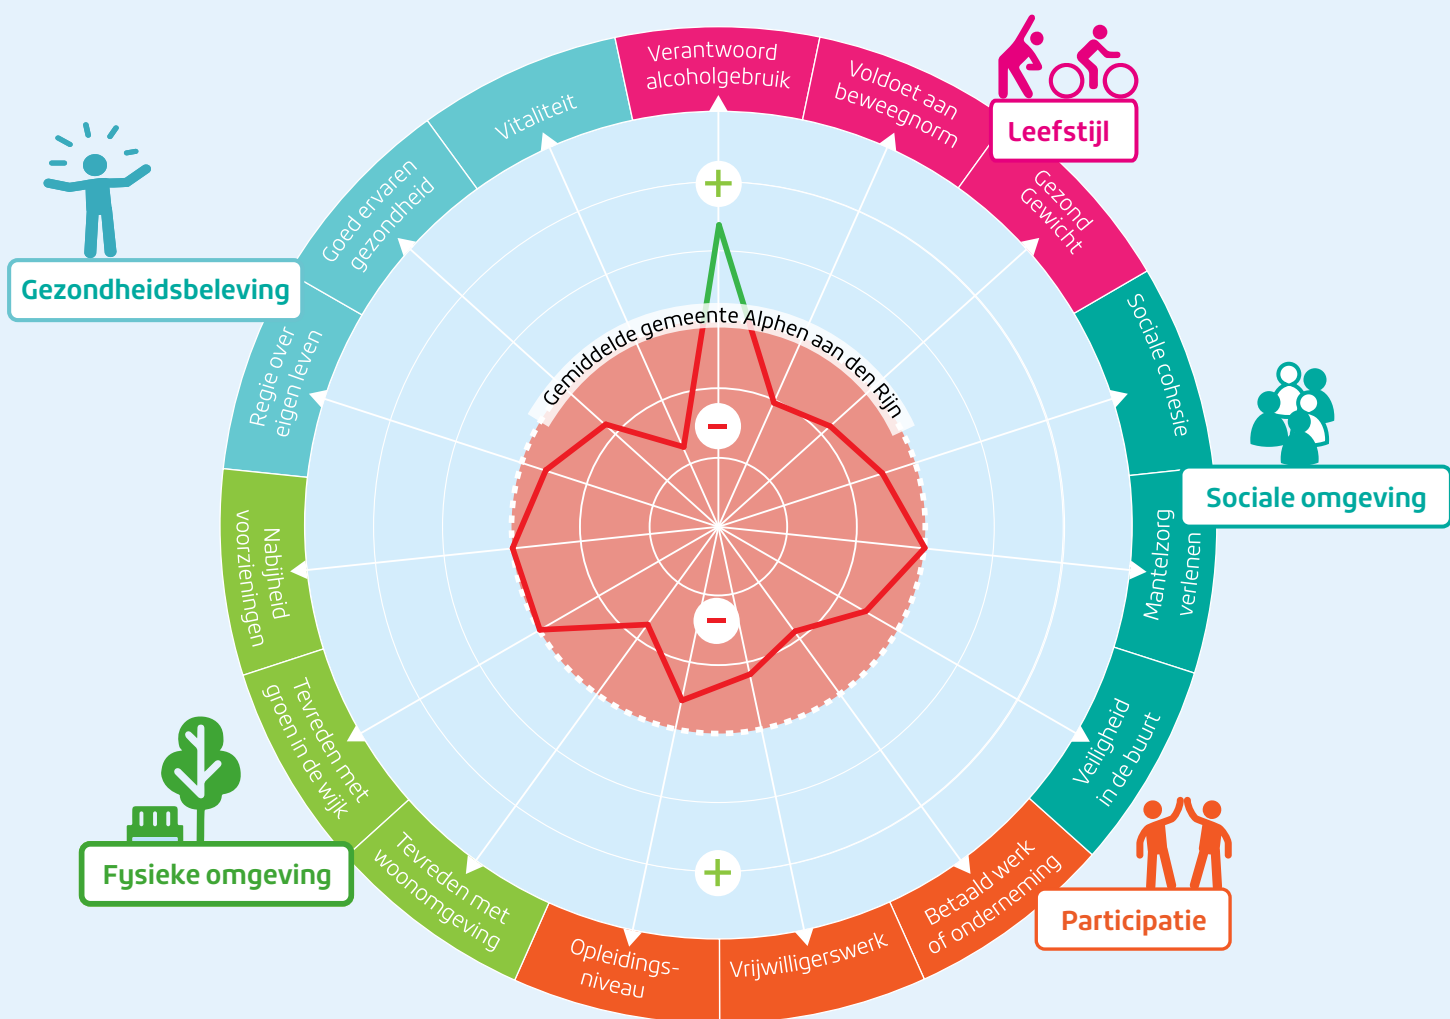 Verantwoord
alcoholgebruik
Voldoet aan
beweegnorm
Leefstijl
Gezond
Gewicht
Sociale cohesie
Sociale omgeving
Mantelzorg
verlenen
Veiligheid
in de buurt
Participatie
Betaald werk
of onderneming
Vrijwilligerswerk
Opleidings-
niveau
Tevreden met
woonomgeving
Fysieke omgeving
Tevreden met
groen in de wijk
Nabijheid
voorzieningen
Regie over
eigen leven
Gezondheidsbeleving
Goed ervaren
gezondheid
Vitaliteit
+
Gemiddelde gemeente Alphen aan den Rijn
-
-
+